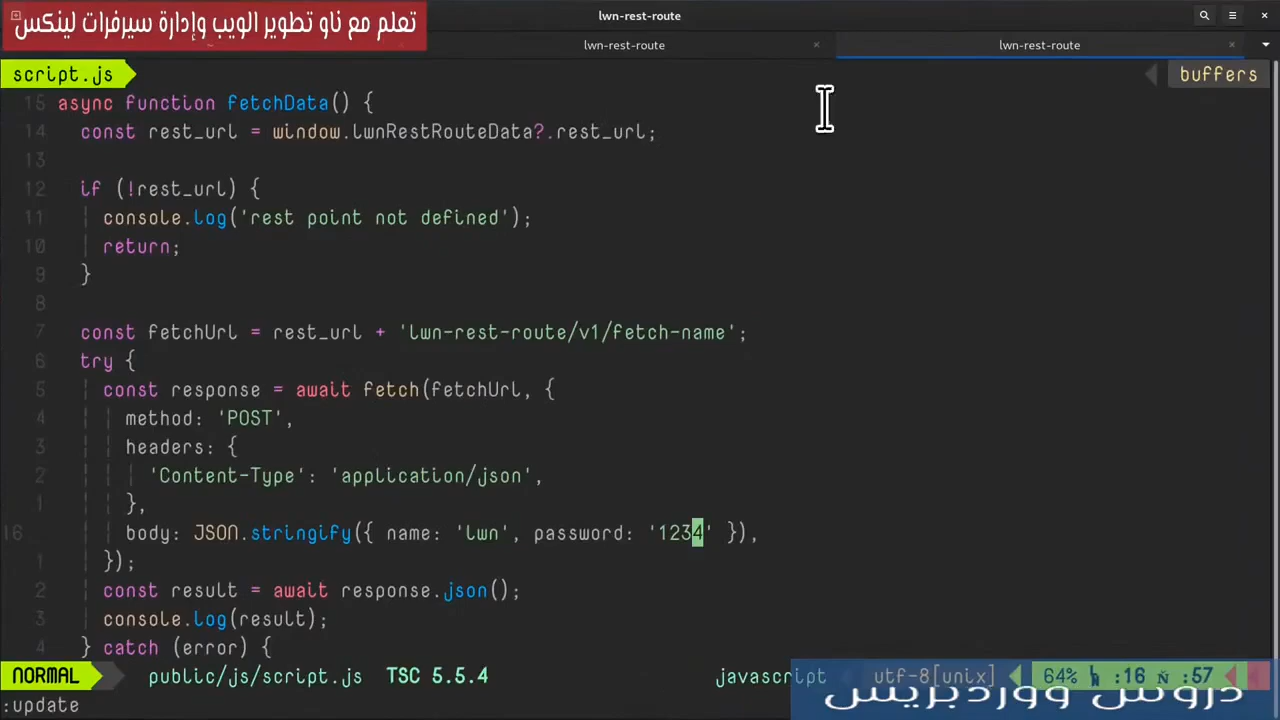 lwn-rest-route
تعلم مع ناو تطوير الويب وإدارة سيرفرات لينكس
lwn-rest-route
lwn-rest-route
script.js
buffers
15 async function fetchData() {
14 const rest_url = window.lwnRestRouteData?.rest_url;
13
12 if (!rest_url) {
11 console.log('rest point not defined');
10 return;
9 }
8
7 const fetchUrl = rest_url + 'lwn-rest-route/v1/fetch-name';
6 try {
5 const response = await fetch(fetchUrl, {
4 method: 'POST',
3 headers: {
2 'Content-Type': 'application/json',
1 },
16 body: JSON.stringify({ name: 'lwn', password: '1234' }),
1 });
2 const result = await response.json();
3 console.log(result);
4 } catch (error) {
NORMAL public/js/script.js TSC 5.5.4 javascript utf-8[unix] 64% :16 :57
:update
دروس ووردبريس